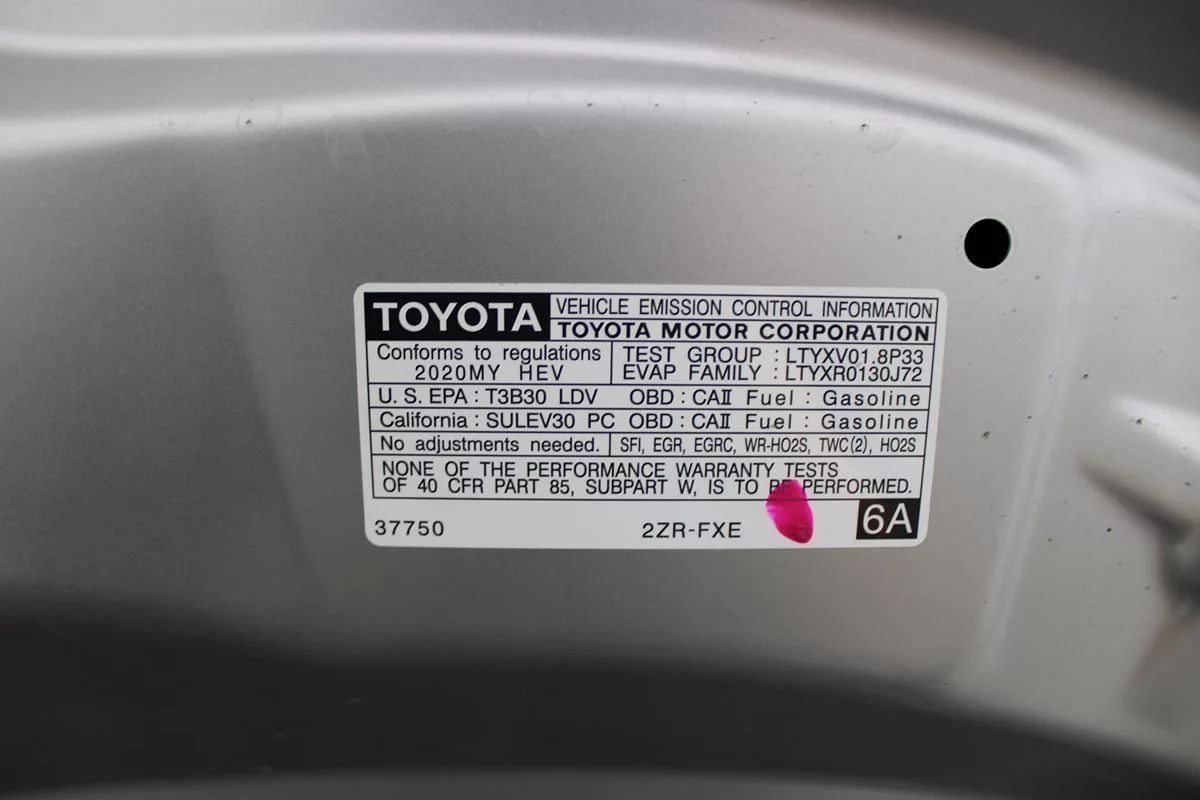 TOYOTA
VEHICLE EMISSION CONTROL INFORMATION
TOYOTA MOTOR CORPORATION
Conforms to regulations
2020MY HEV
TEST GROUP : LTYXV01.8P33
EVAP FAMILY : LTYXR0130J72
U.S. EPA : T3B30 LDV OBD : CAII Fuel : Gasoline
California : SULEV30 PC OBD : CAII Fuel : Gasoline
No adjustments needed.
SFI, EGR, EGRC, WR-HO2S, TWC(2), HO2S
NONE OF THE PERFORMANCE WARRANTY TESTS
OF 40 CFR PART 85, SUBPART W, IS TO BE PERFORMED.
37750 2ZR-FXE 6A